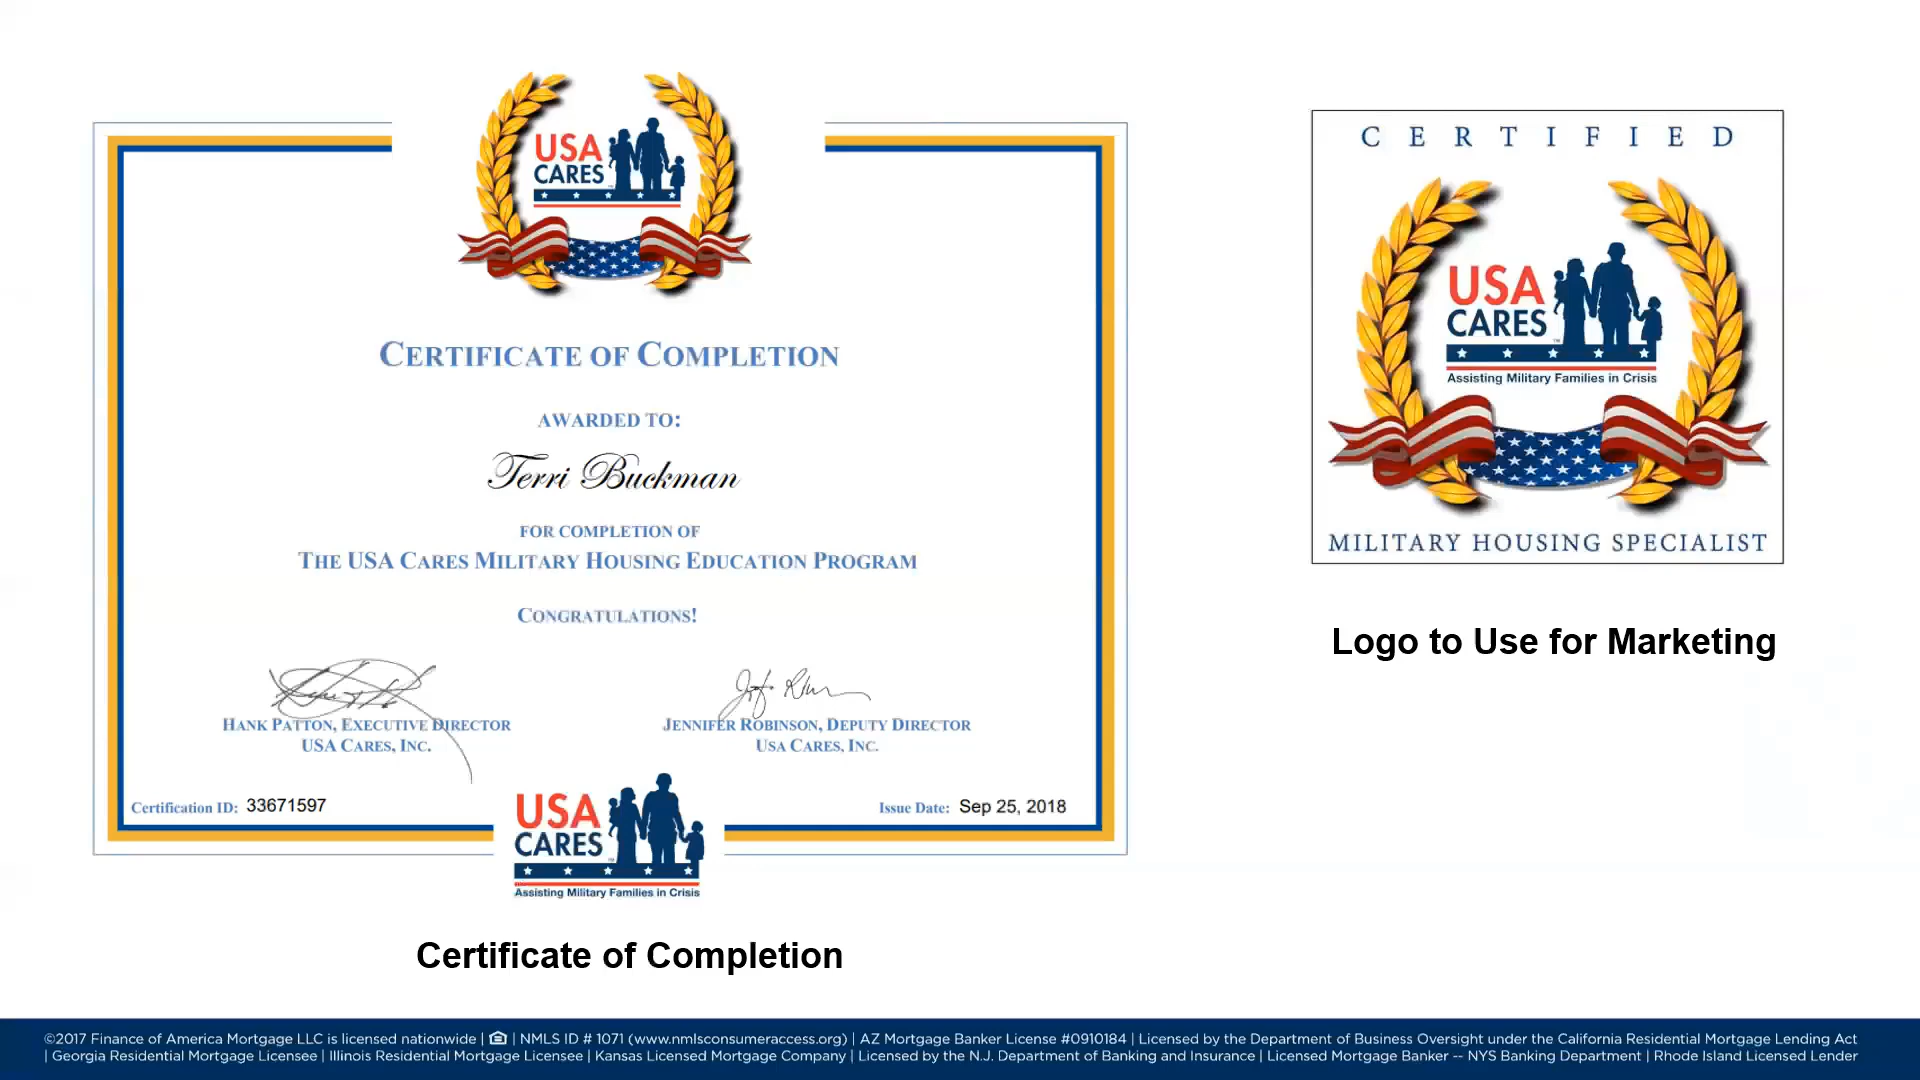 USA
CARES
CERTIFICATE OF COMPLETION
AWARDED TO:
Terri Buckman
FOR COMPLETION OF
THE USA CARES MILITARY HOUSING EDUCATION PROGRAM
CONGRATULATIONS!
HANK PATTON, EXECUTIVE DIRECTOR
USA CARES, INC.
JENNIFER ROBINSON, DEPUTY DIRECTOR
USA CARES, INC.
Certification ID: 33671597
Issue Date: Sep 25, 2018
USA
CARES
Assisting Military Families in Crisis
Certificate of Completion
CERTIFIED
USA
CARES
Assisting Military Families in Crisis
MILITARY HOUSING SPECIALIST
Logo to Use for Marketing
©2017 Finance of America Mortgage LLC is licensed nationwide | | NMLS ID # 1071 (www.nmlsconsumeraccess.org) | AZ Mortgage Banker License #0910184 | Licensed by the Department of Business Oversight under the California Residential Mortgage Lending Act
| Georgia Residential Mortgage Licensee | Illinois Residential Mortgage Licensee | Kansas Licensed Mortgage Company | Licensed by the N.J. Department of Banking and Insurance | Licensed Mortgage Banker -- NYS Banking Department | Rhode Island Licensed Lender